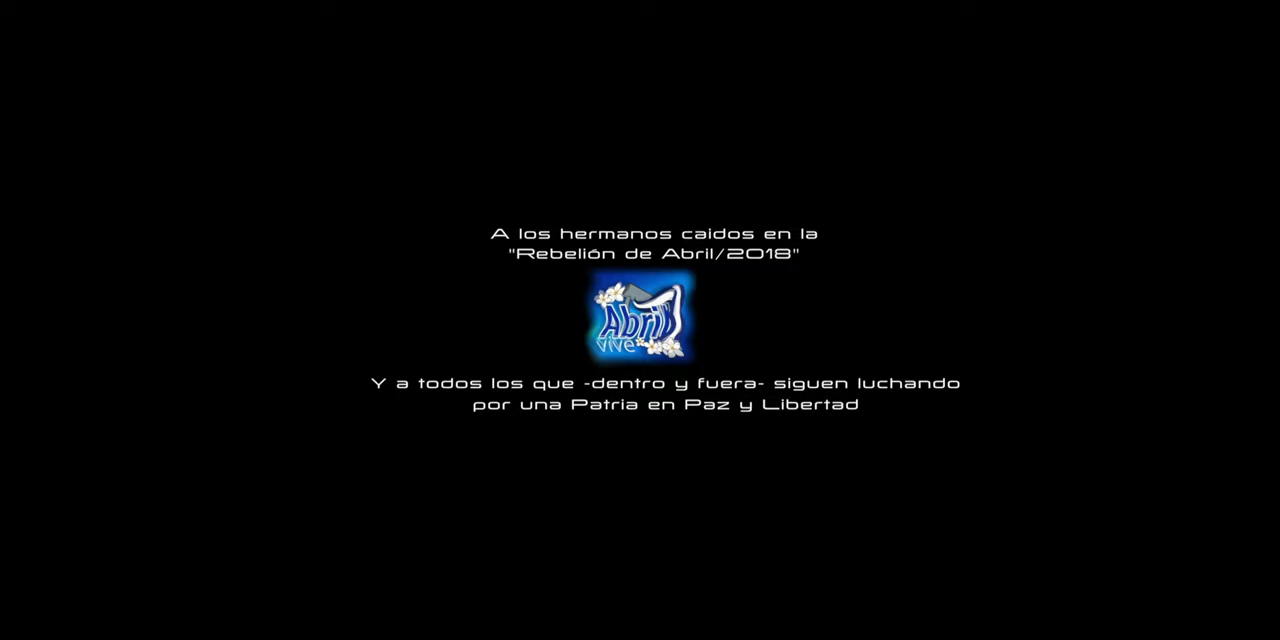 A los hermanos caidos en la
"Rebelión de Abril/2018"
Abril
vive
Y a todos los que -dentro y fuera- siguen luchando
por una Patria en Paz y Libertad